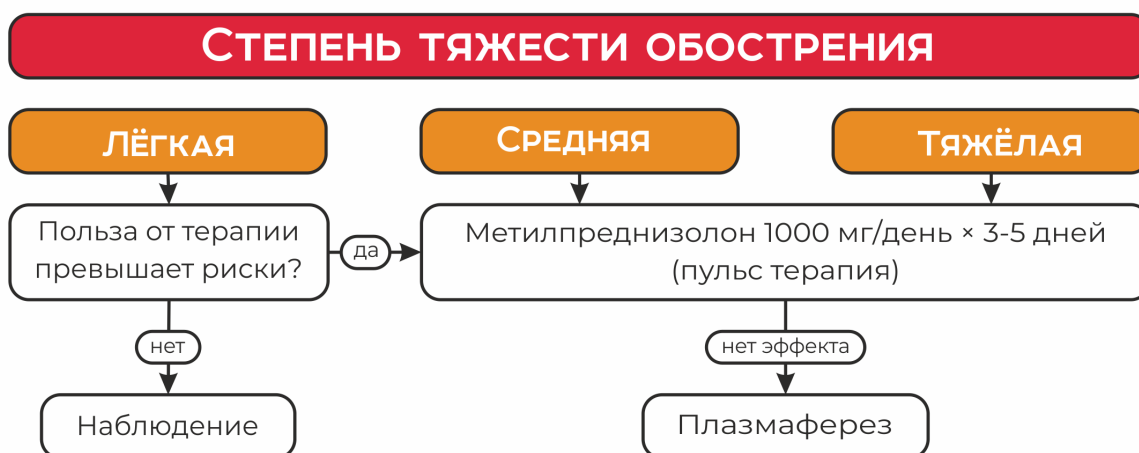 Степень тяжести обострения
Лёгкая
Средняя
Тяжёлая
Польза от терапии
превышает риски?
да
Метилпреднизолон 1000 мг/день × 3-5 дней
(пульс терапия)
нет
нет эффекта
Наблюдение
Плазмаферез